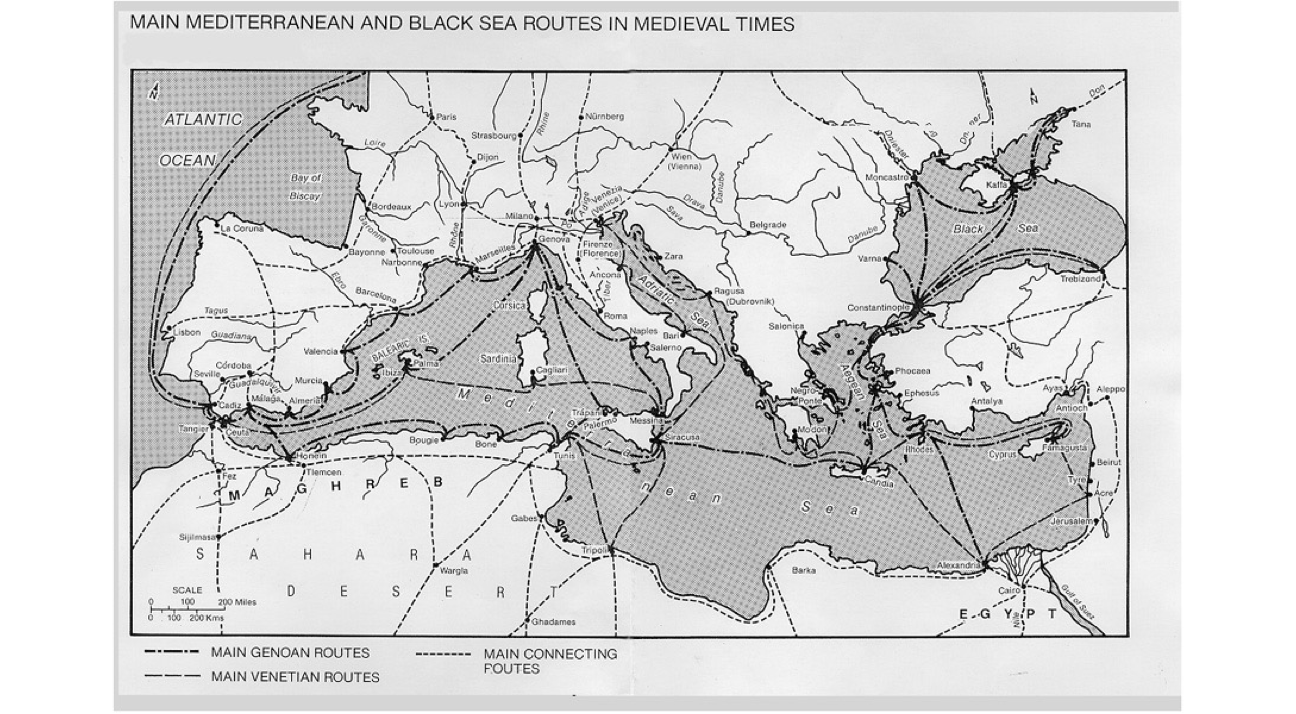 MAIN MEDITERRANEAN AND BLACK SEA ROUTES IN MEDIEVAL TIMES
N
N
ATLANTIC
OCEAN
Bay of
Biscay
Paris
Loire
Strasbourg
Rhine
Nürnberg
Dijon
Wien
(Vienna)
Danube
Dniester
Don
Tana
Moncastro
Kaffa
La Coruna
Bordeaux
Garonne
Lyon
Rhône
Milano
Po
Adige
Venezia
(Venice)
Drava
Sava
Belgrade
Danube
Black Sea
Bayonne
Toulouse
Narbonne
Marseilles
Genova
Firenze
(Florence)
Zara
Varna
Trebizond
Ebro
Barcelona
Ancona
Tiber
Adriatic
Sea
Ragusa
(Dubrovnik)
Constantinople
Corsica
Roma
Tagus
Lisbon
Guadiana
Valencia
BALEARIC IS.
Ibiza
Palma
Sardinia
Cagliari
Naples
Salerno
Bari
Salonica
Córdoba
Seville
Guadalquir
Murcia
Cadiz
Málaga
Almeria
Aegean
Sea
Phocaea
Ephesus
Negro-
Ponte
Modon
Antalya
Ayas
Aleppo
Antioch
Tangier
Ceuta
Honein
Tlemcen
Fez
Bougie
Bone
Tunis
Trápani
Palermo
Messina
Siracusa
Mediterranean Sea
Candia
Rhodes
Cyprus
Famagusta
Beirut
Tyre
Acre
Jerusalem
MAGHREB
Sijilmasa
Gabes
Tripoli
Barka
Alexandria
Cairo
Nile
Gulf of Suez
EGYPT
SAHARA
DESERT
Wargla
Ghadames
SCALE
0 100 200 Miles
0 100 200 Kms
MAIN GENOAN ROUTES
MAIN VENETIAN ROUTES
MAIN CONNECTING
ROUTES